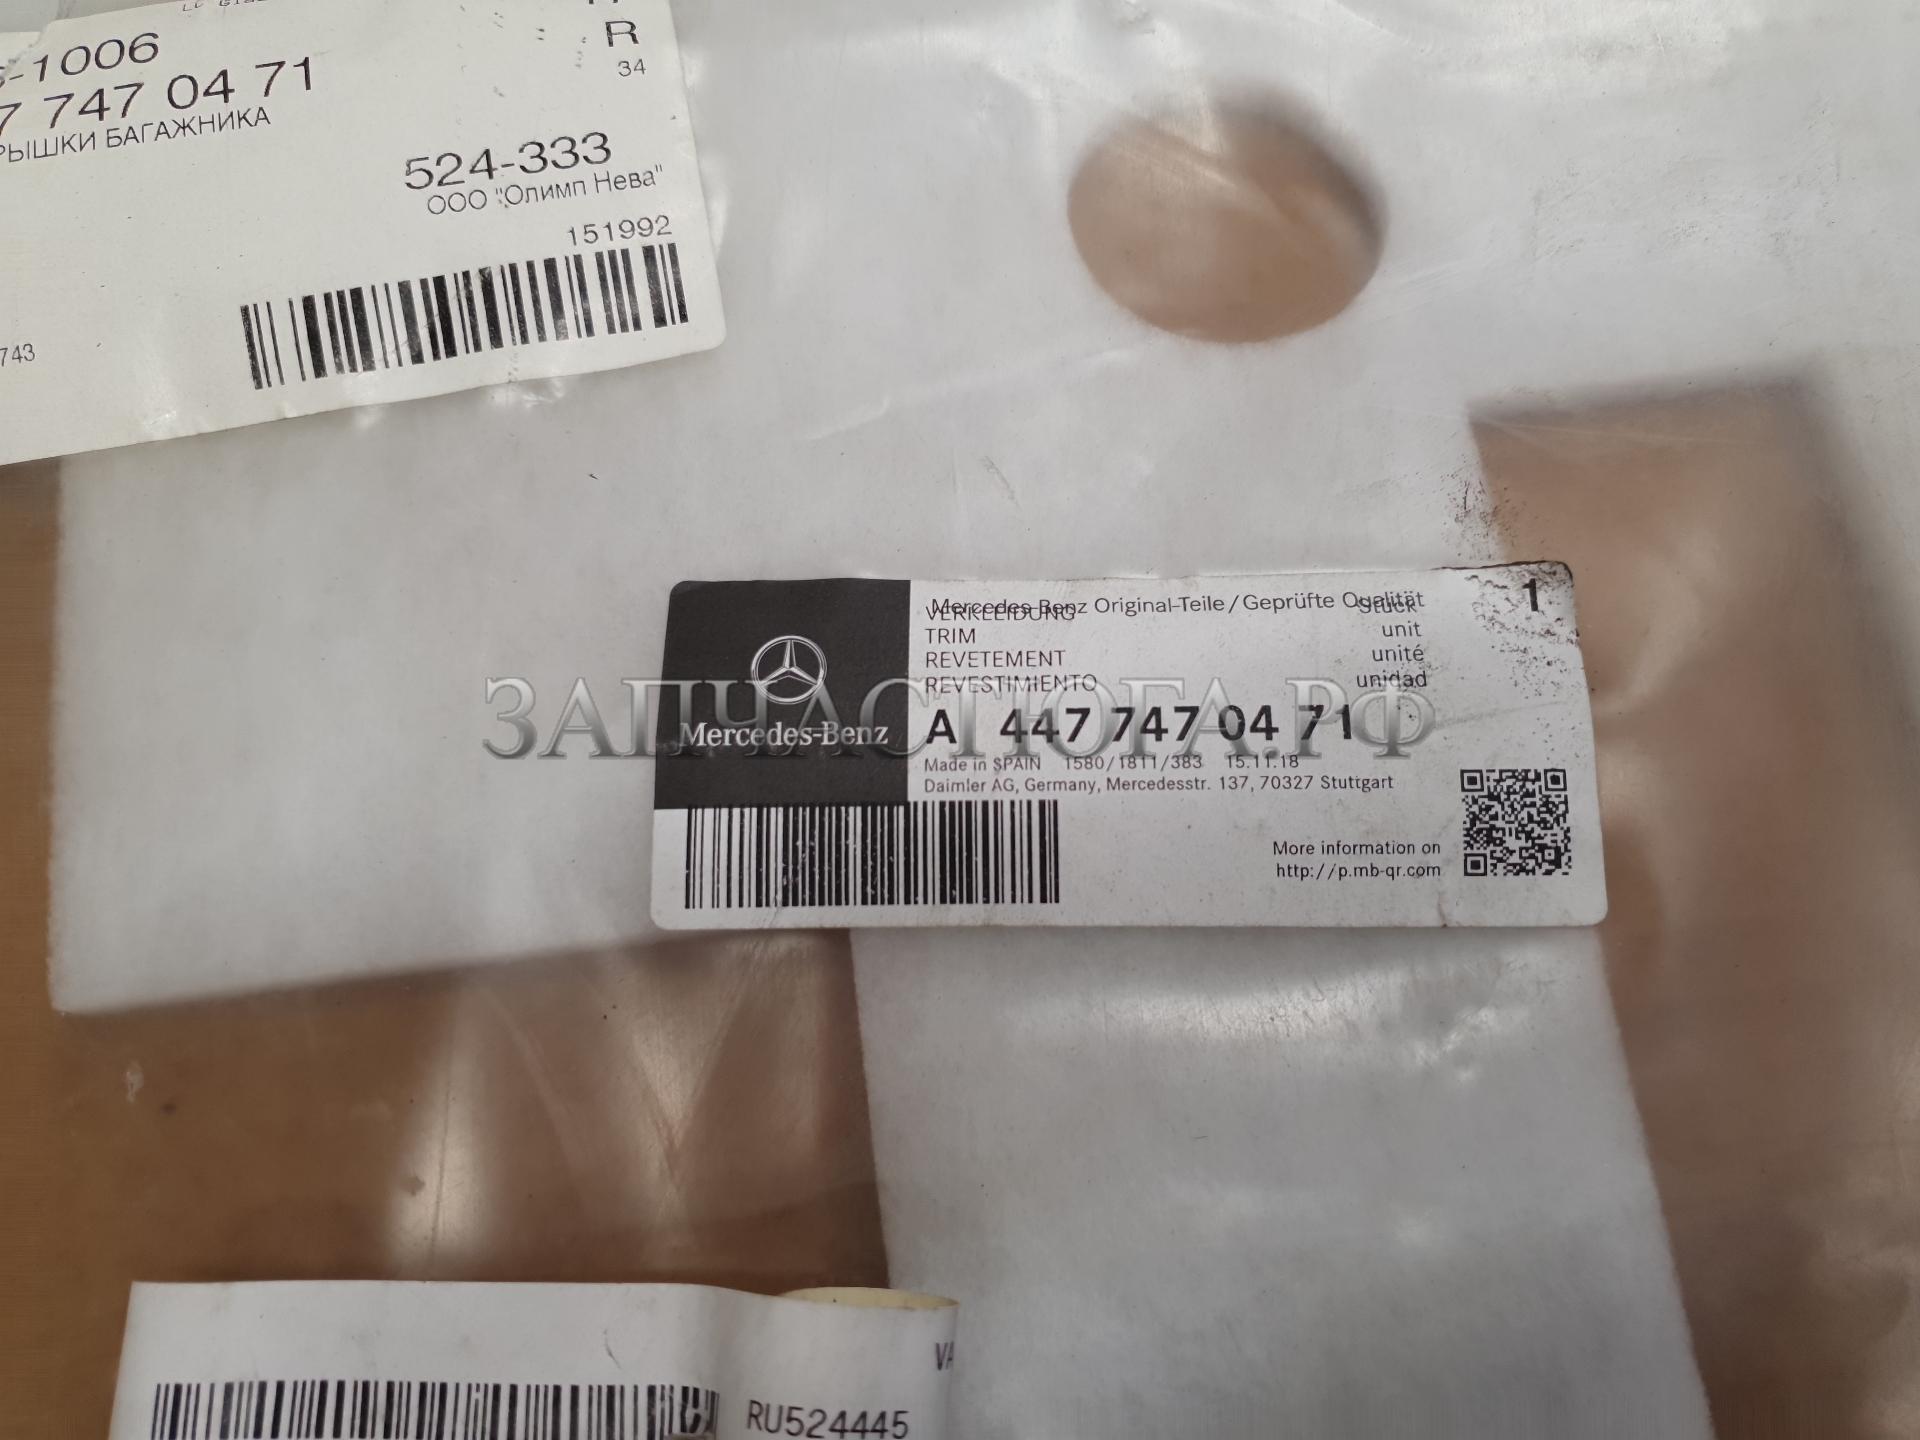 -1006
R
34
7 747 04 71
РЫШКИ БАГАЖНИКА
524-333
ООО "Олимп Нева"
151992
743
Mercedes-Benz Original-Teile / Geprüfte Qualität
VERKLEIDUNG Stück 1
TRIM unit
REVETEMENT unité
REVESTIMIENTO unidad
ЗАПЧАСТЮГА.РФ
Mercedes-Benz
A 447 747 04 71
Made in SPAIN 1580/1811/383 15.11.18
Daimler AG, Germany, Mercedesstr. 137, 70327 Stuttgart
More information on
http://p.mb-qr.com
VA
RU524445